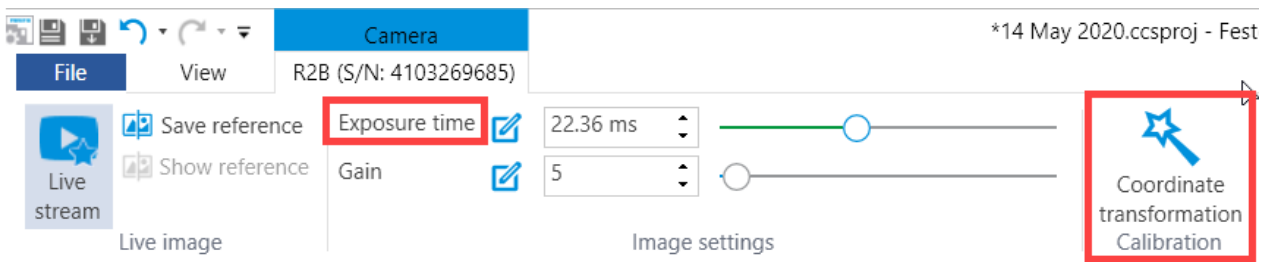 Camera
*14 May 2020.ccsproj - Fest
File
View
R2B (S/N: 4103269685)
Live
stream
Save reference
Show reference
Live image
Exposure time
22.36 ms
Gain
5
Image settings
Coordinate
transformation
Calibration